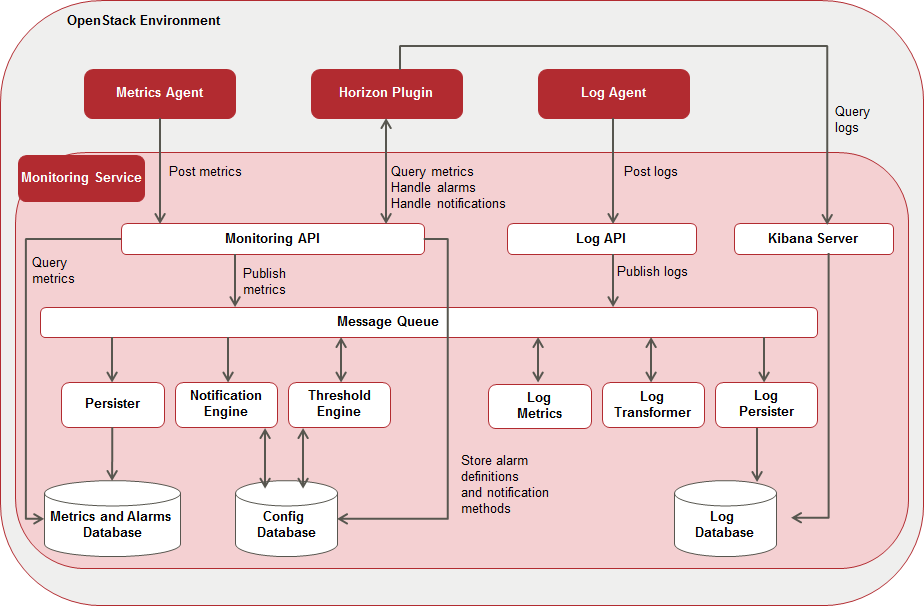 OpenStack Environment
Metrics Agent
Horizon Plugin
Log Agent
Query
logs
Monitoring Service
Post metrics
Query metrics
Handle alarms
Handle notifications
Post logs
Monitoring API
Log API
Kibana Server
Query
metrics
Publish
metrics
Publish logs
Message Queue
Persister
Notification
Engine
Threshold
Engine
Log
Metrics
Log
Transformer
Log
Persister
Store alarm
definitions
and notification
methods
Metrics and Alarms
Database
Config
Database
Log
Database